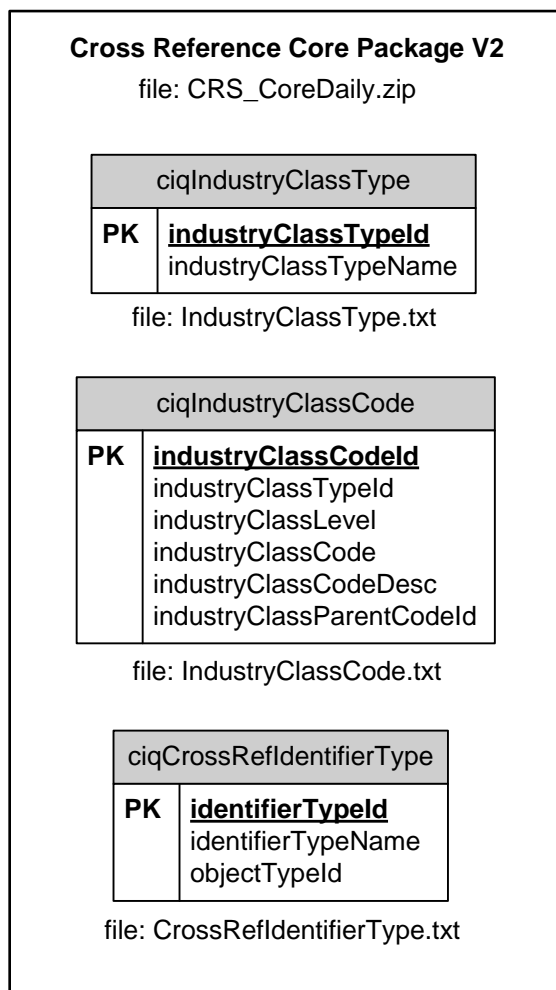 Cross Reference Core Package V2
file: CRS_CoreDaily.zip
ciqIndustryClassType
PK industryClassTypeId
industryClassTypeName
file: IndustryClassType.txt
ciqIndustryClassCode
PK industryClassCodeId
industryClassTypeId
industryClassLevel
industryClassCode
industryClassCodeDesc
industryClassParentCodeId
file: IndustryClassCode.txt
ciqCrossRefIdentifierType
PK identifierTypeId
identifierTypeName
objectTypeId
file: CrossRefIdentifierType.txt